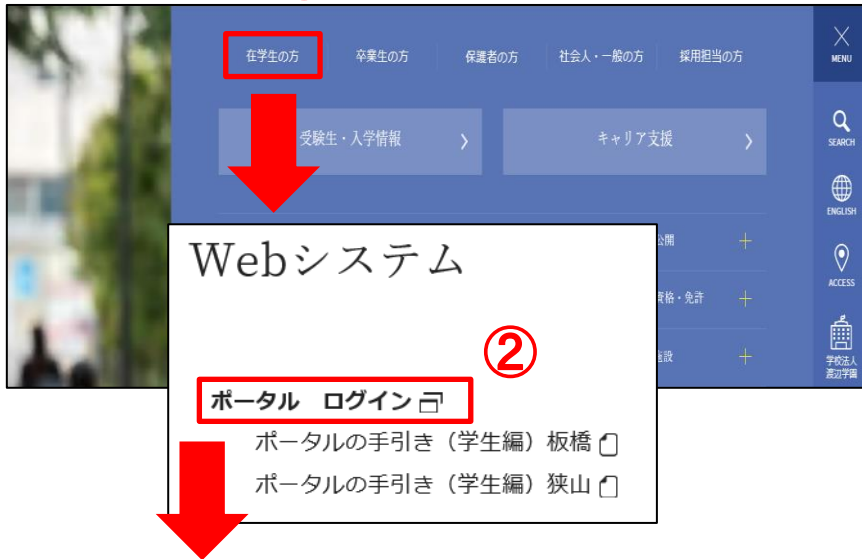 在学生の方 卒業生の方 保護者の方 社会人・一般の方 採用担当の方
MENU
受験生・入学情報 キャリア支援
SEARCH
ENGLISH
ACCESS
学校法人
渡辺学園
公開
資格・免許
施設
Webシステム
②
ポータル ログイン
ポータルの手引き（学生編）板橋
ポータルの手引き（学生編）狭山